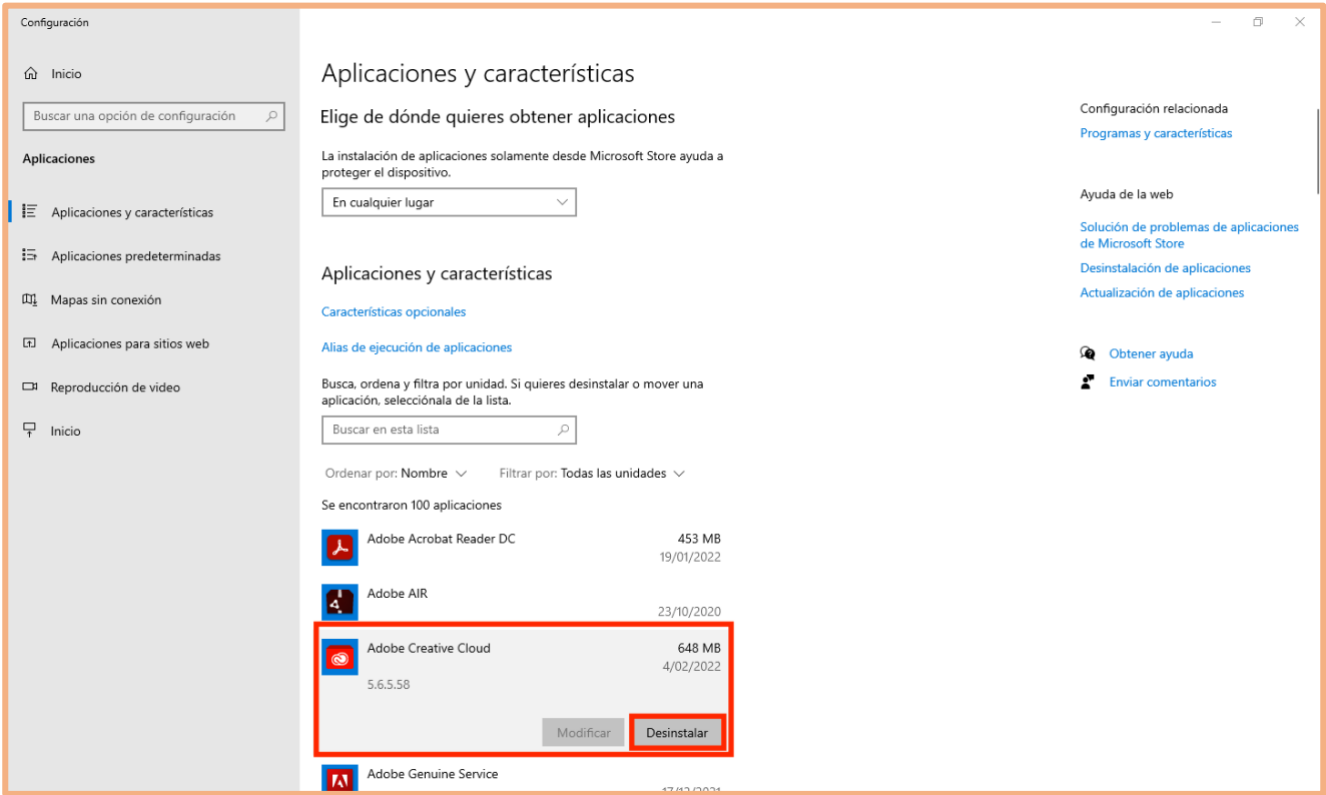 Configuración
Inicio
Buscar una opción de configuración
Aplicaciones
Aplicaciones y características
Aplicaciones predeterminadas
Mapas sin conexión
Aplicaciones para sitios web
Reproducción de video
Inicio
Aplicaciones y características
Elige de dónde quieres obtener aplicaciones
La instalación de aplicaciones solamente desde Microsoft Store ayuda a
proteger el dispositivo.
En cualquier lugar
Aplicaciones y características
Características opcionales
Alias de ejecución de aplicaciones
Busca, ordena y filtra por unidad. Si quieres desinstalar o mover una
aplicación, selecciónala de la lista.
Buscar en esta lista
Ordenar por: Nombre Filtrar por: Todas las unidades
Se encontraron 100 aplicaciones
Adobe Acrobat Reader DC 453 MB
19/01/2022
Adobe AIR
23/10/2020
Adobe Creative Cloud 648 MB
4/02/2022
5.6.5.58
Modificar Desinstalar
Adobe Genuine Service
17/12/2021
Configuración relacionada
Programas y características
Ayuda de la web
Solución de problemas de aplicaciones
de Microsoft Store
Desinstalación de aplicaciones
Actualización de aplicaciones
Obtener ayuda
Enviar comentarios